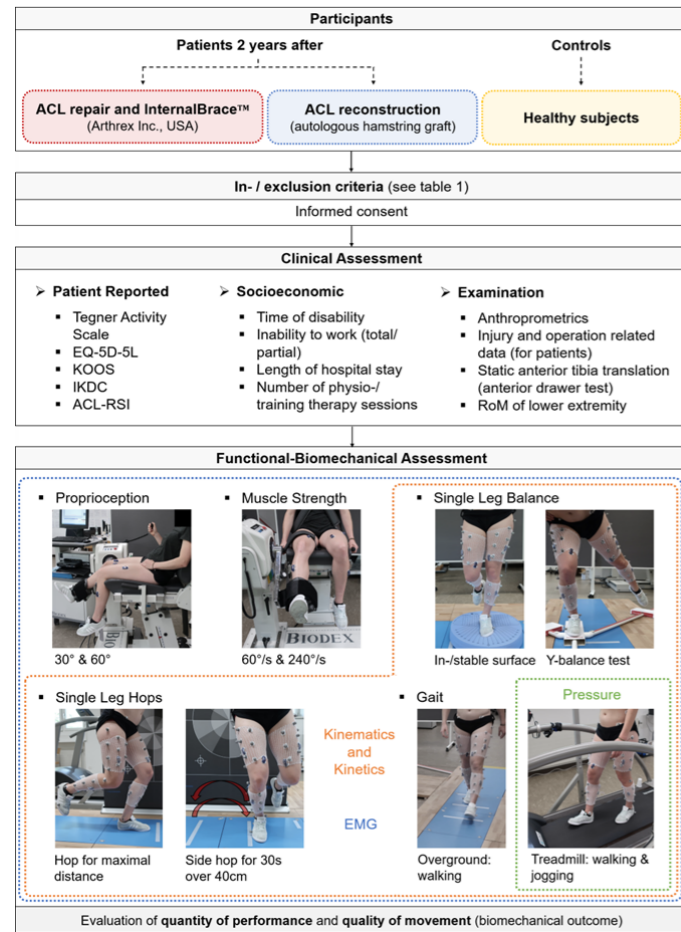 Participants
Patients 2 years after
Controls
ACL repair and InternalBrace™
(Arthrex Inc., USA)
ACL reconstruction
(autologous hamstring graft)
Healthy subjects
In- / exclusion criteria (see table 1)
Informed consent
Clinical Assessment
➢ Patient Reported
▪ Tegner Activity
Scale
▪ EQ-5D-5L
▪ KOOS
▪ IKDC
▪ ACL-RSI
➢ Socioeconomic
▪ Time of disability
▪ Inability to work (total/
partial)
▪ Length of hospital stay
▪ Number of physio-/
training therapy sessions
➢ Examination
▪ Anthroprometrics
▪ Injury and operation related
data (for patients)
▪ Static anterior tibia translation
(anterior drawer test)
▪ RoM of lower extremity
Functional-Biomechanical Assessment
▪ Proprioception
30° & 60°
▪ Muscle Strength
BIODEX
60°/s & 240°/s
▪ Single Leg Balance
In-/stable surface
Y-balance test
▪ Single Leg Hops
Hop for maximal
distance
Side hop for 30s
over 40cm
Kinematics
and
Kinetics
EMG
▪ Gait
Overground:
walking
Pressure
Treadmill: walking &
jogging
Evaluation of quantity of performance and quality of movement (biomechanical outcome)